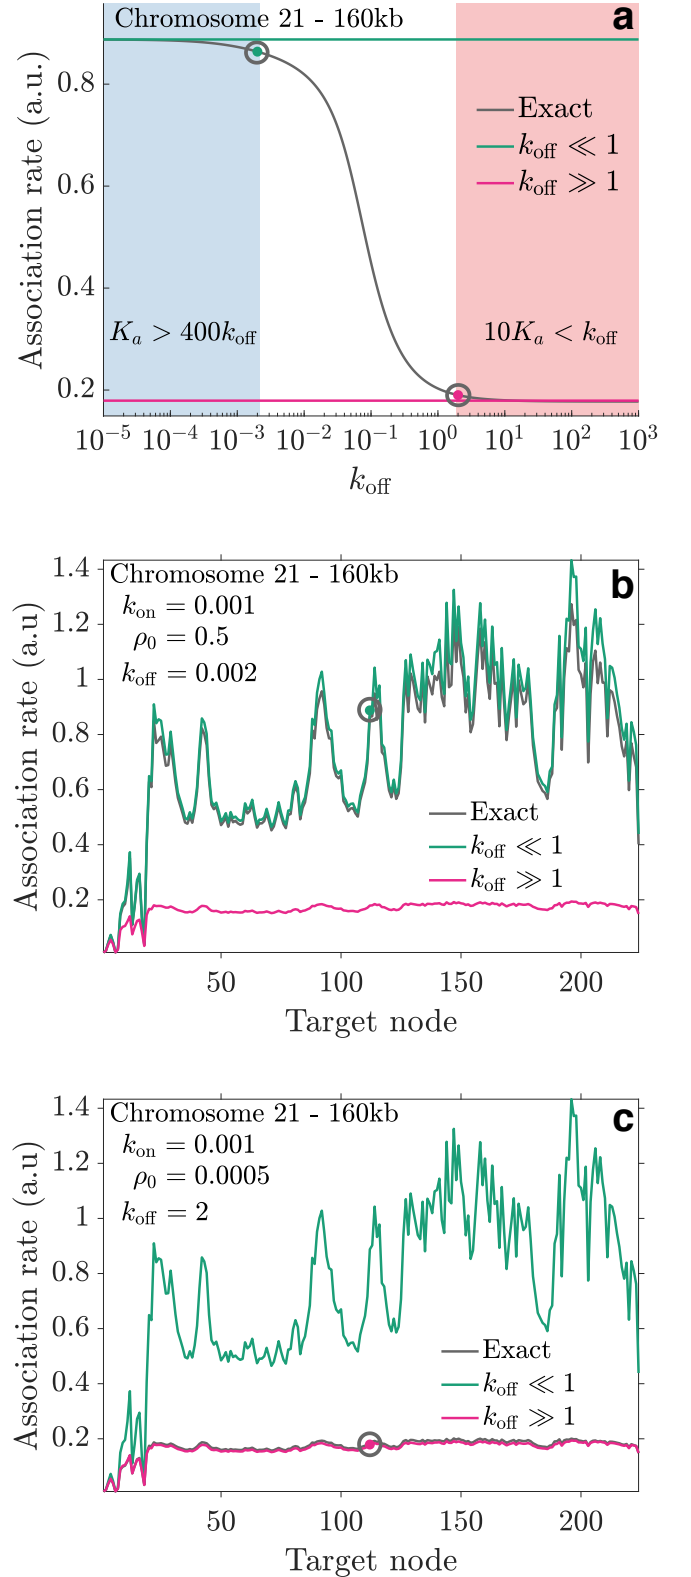 Chromosome 21 - 160kb
a
Association rate (a.u.)
0.8
0.6
0.4
0.2
Exact
k_off ≪ 1
k_off ≫ 1
K_a > 400k_off
10K_a < k_off
10^-5 10^-4 10^-3 10^-2 10^-1 10^0 10^1 10^2 10^3
k_off
Chromosome 21 - 160kb
b
k_on = 0.001
ρ_0 = 0.5
k_off = 0.002
Association rate (a.u)
1.4
1.2
1
0.8
0.6
0.4
0.2
Exact
k_off ≪ 1
k_off ≫ 1
50 100 150 200
Target node
Chromosome 21 - 160kb
c
k_on = 0.001
ρ_0 = 0.0005
k_off = 2
Association rate (a.u)
1.4
1.2
1
0.8
0.6
0.4
0.2
Exact
k_off ≪ 1
k_off ≫ 1
50 100 150 200
Target node